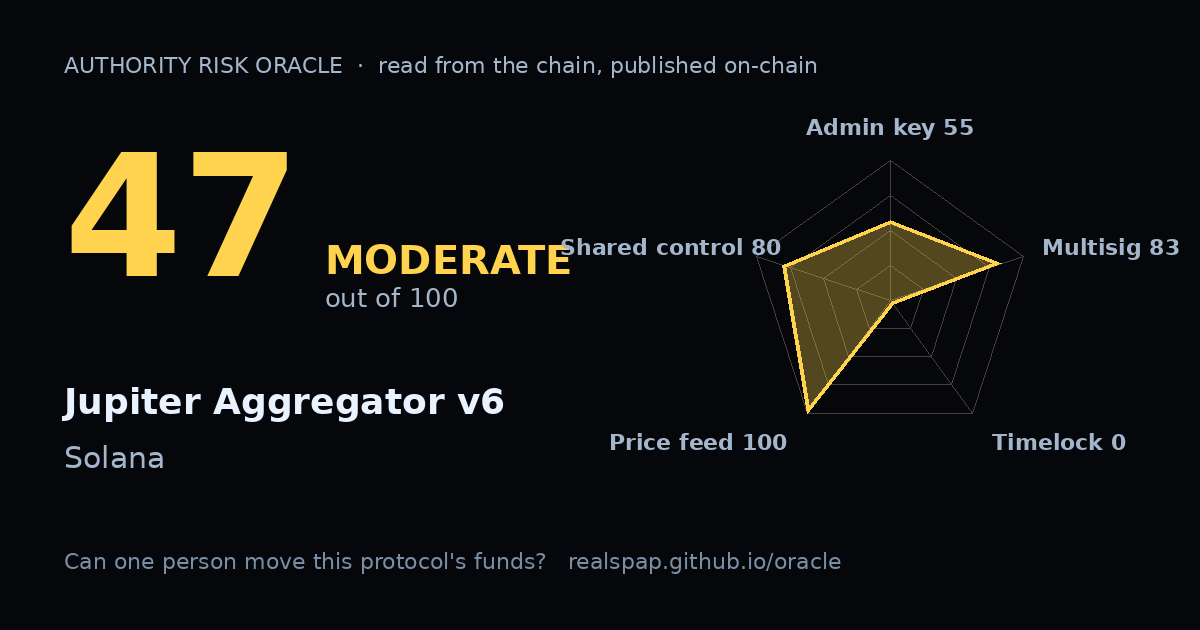 AUTHORITY RISK ORACLE · read from the chain, published on-chain
47
MODERATE
out of 100
Jupiter Aggregator v6
Solana
Admin key 55
Shared control 80
Multisig 83
Price feed 100
Timelock 0
Can one person move this protocol's funds? realspap.github.io/oracle